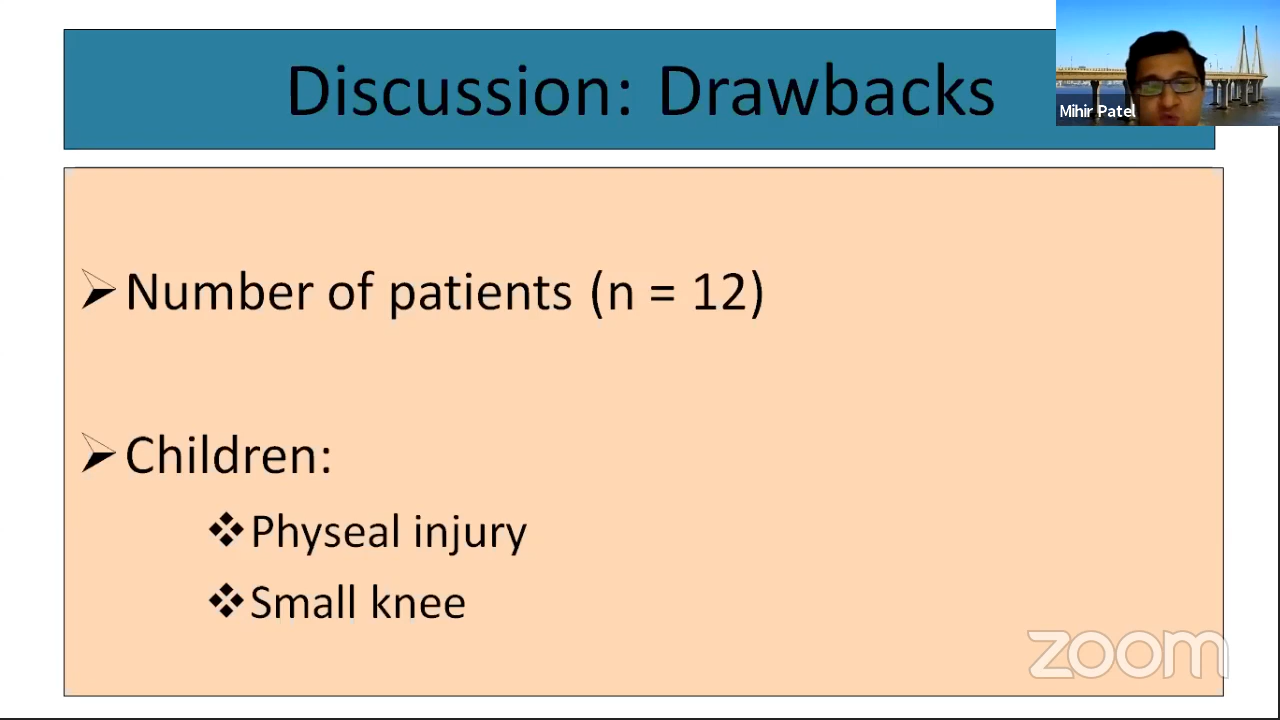 Discussion: Drawbacks
Mihir Patel
➢Number of patients (n = 12)
➢Children:
❖Physeal injury
❖Small knee
zoom